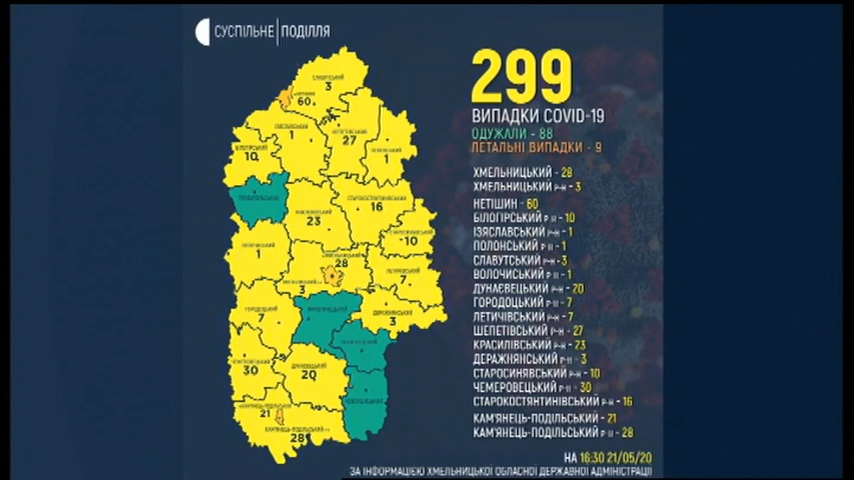 СУСПІЛЬНЕ | ПОДІЛЛЯ
299
ВИПАДКИ COVID-19
ОДУЖАЛИ - 88
ЛЕТАЛЬНІ ВИПАДКИ - 9
ХМЕЛЬНИЦЬКИЙ - 28
ХМЕЛЬНИЦЬКИЙ Р-Н - 3
НЕТІШИН - 60
БІЛОГІРСЬКИЙ Р-Н - 10
ІЗЯСЛАВСЬКИЙ Р-Н - 1
ПОЛОНСЬКИЙ Р-Н - 1
СЛАВУТСЬКИЙ Р-Н - 3
ВОЛОЧИСЬКИЙ Р-Н - 1
ДУНАЄВЕЦЬКИЙ Р-Н - 20
ГОРОДОЦЬКИЙ Р-Н - 7
ЛЕТИЧІВСЬКИЙ Р-Н - 7
ШЕПЕТІВСЬКИЙ Р-Н - 27
КРАСИЛІВСЬКИЙ Р-Н - 23
ДЕРАЖНЯНСЬКИЙ Р-Н - 3
СТАРОСИНЯВСЬКИЙ Р-Н - 10
ЧЕМЕРОВЕЦЬКИЙ Р-Н - 30
СТАРОКОСТЯНТИНІВСЬКИЙ Р-Н - 16
КАМ'ЯНЕЦЬ-ПОДІЛЬСЬКИЙ - 21
КАМ'ЯНЕЦЬ-ПОДІЛЬСЬКИЙ Р-Н - 28
НА 16:30 21/05/20
ЗА ІНФОРМАЦІЄЮ ХМЕЛЬНИЦЬКОЇ ОБЛАСНОЇ ДЕРЖАВНОЇ АДМІНІСТРАЦІЇ
3
60
1
27
10
1
16
23
10
1
28
7
3
ГОРОДОЦЬКИЙ
7
ДЕРАЖНЯНСЬКИЙ
3
30
20
21
28